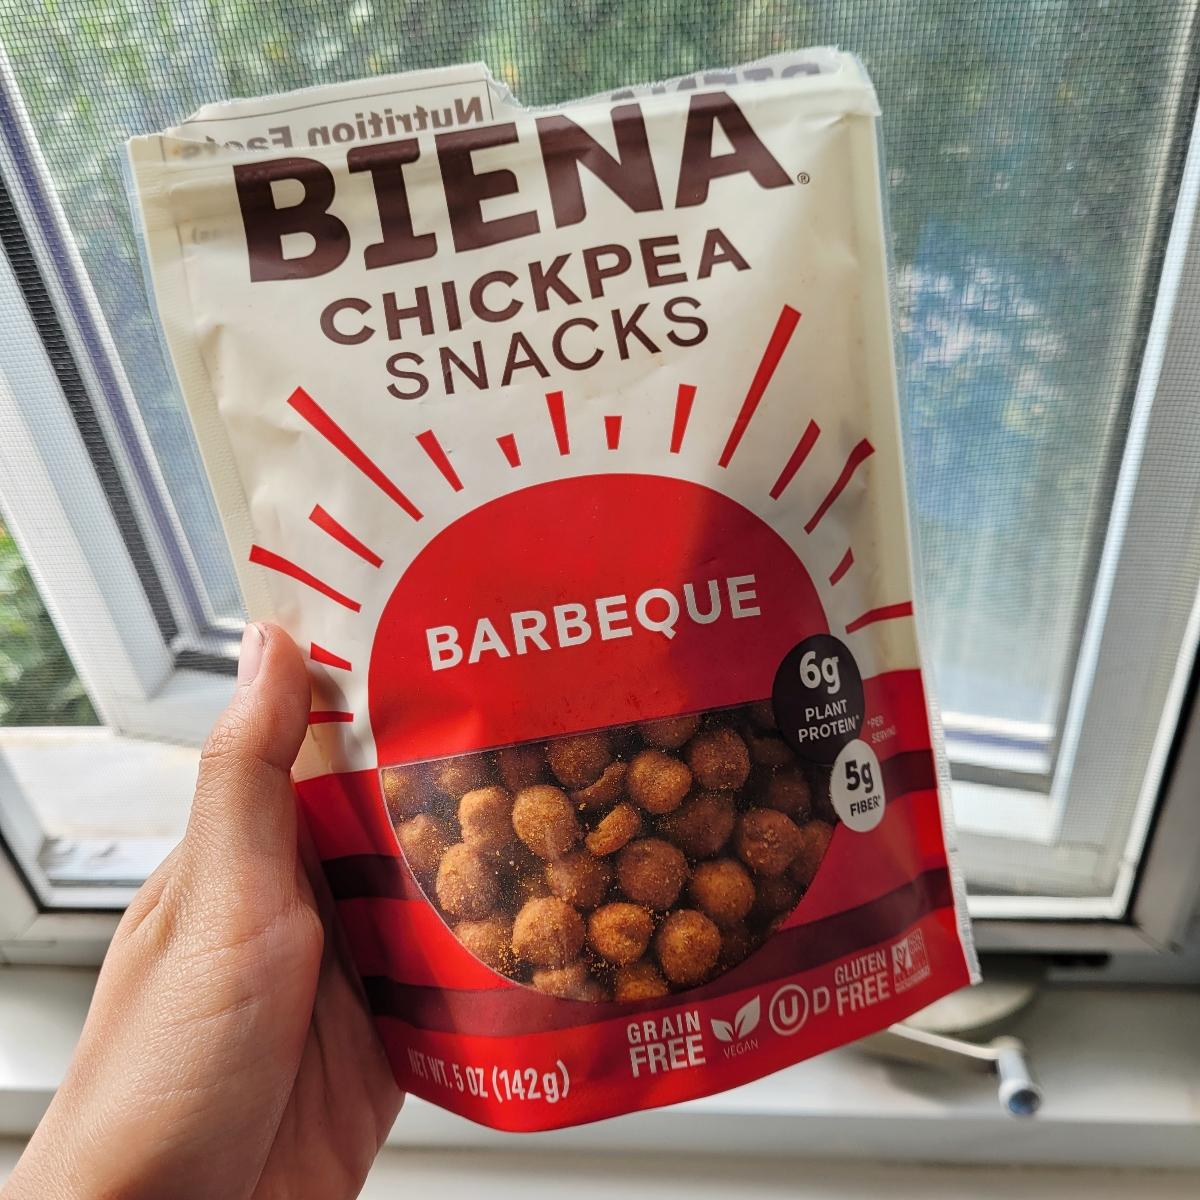 Nutrition Facts
BIENA®
CHICKPEA
SNACKS
BARBEQUE
6g
PLANT
PROTEIN*
*PER
SERVING
5g
FIBER*
GRAIN
FREE
VEGAN
U D
GLUTEN
FREE
NET WT. 5 OZ (142g)